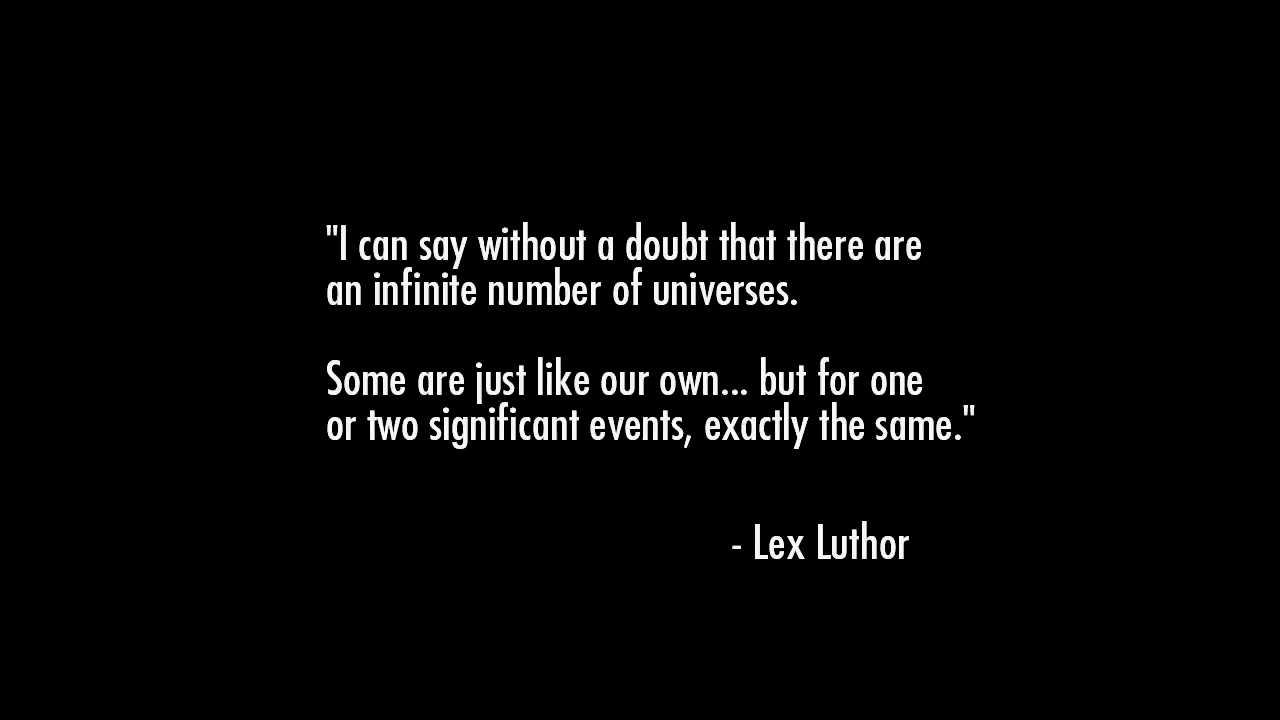 "I can say without a doubt that there are
an infinite number of universes.
Some are just like our own... but for one
or two significant events, exactly the same."
- Lex Luthor